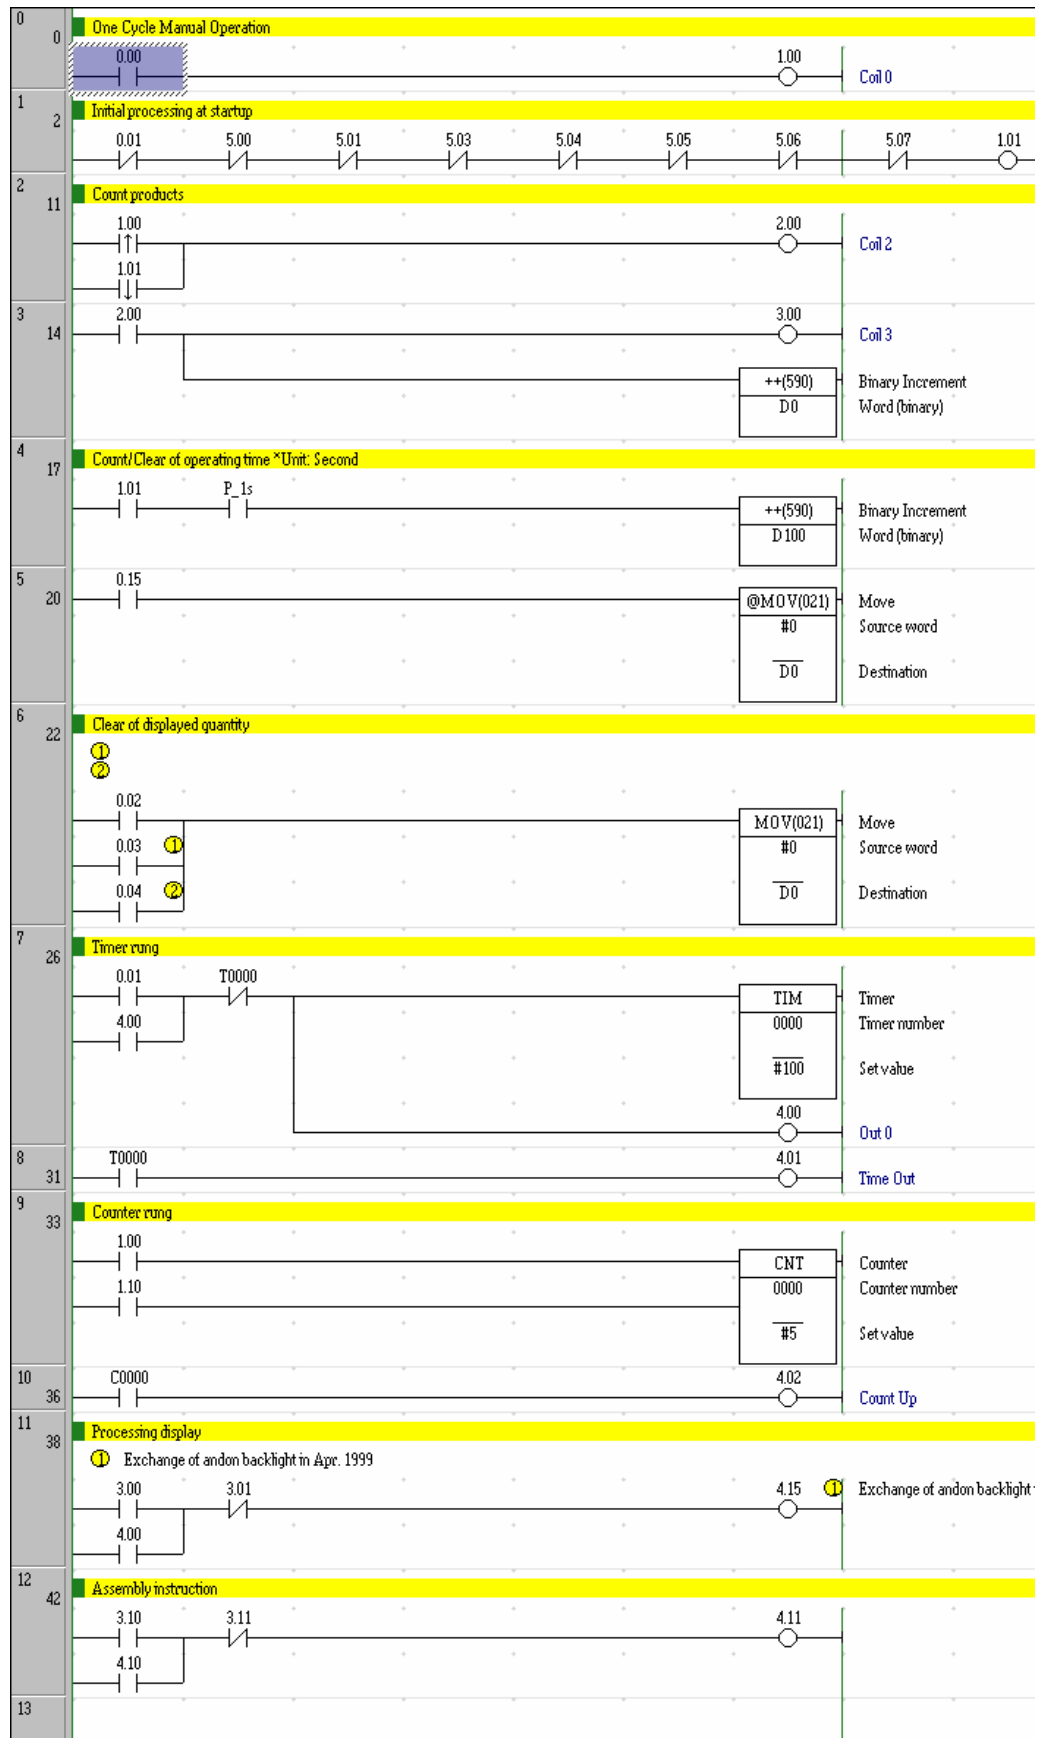 0
0 One Cycle Manual Operation
0.00 1.00
Coil 0
1
2 Initial processing at startup
0.01 5.00 5.01 5.03 5.04 5.05 5.06 5.07 1.01
2
11 Count products
1.00 2.00
Coil 2
1.01
3 2.00 3.00
14 Coil 3
++(590) Binary Increment
D0 Word (binary)
4
17 Count/Clear of operating time *Unit: Second
1.01 P_1s
++(590) Binary Increment
D100 Word (binary)
5 0.15
20 @MOV(021) Move
#0 Source word
D0 Destination
6
22 Clear of displayed quantity
1
2
0.02
MOV(021) Move
0.03 1 #0 Source word
0.04 2 D0 Destination
7
26 Timer rung
0.01 T0000
TIM Timer
4.00 0000 Timer number
#100 Set value
4.00
Out 0
8 T0000 4.01
31 Time Out
9
33 Counter rung
1.00
CNT Counter
1.10 0000 Counter number
#5 Set value
10 C0000 4.02
36 Count Up
11
38 Processing display
1 Exchange of andon backlight in Apr. 1999
3.00 3.01 4.15 1 Exchange of andon backlight
4.00
12
42 Assembly instruction
3.10 3.11 4.11
4.10
13